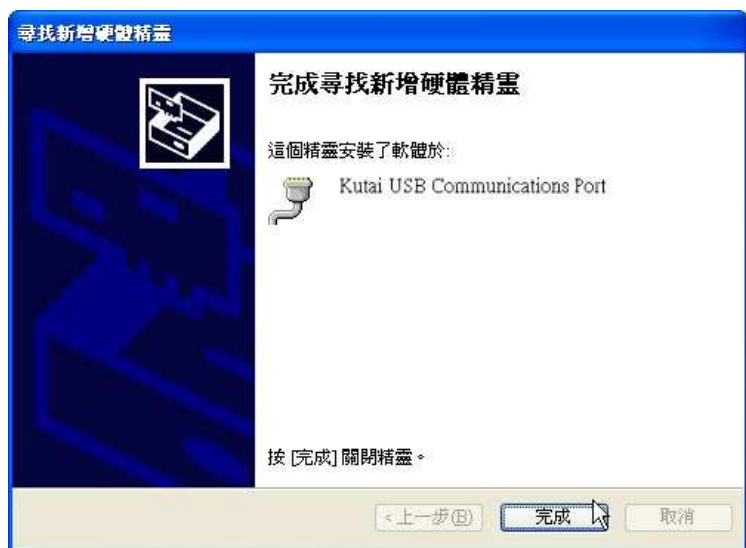 尋找新增硬體精靈
完成尋找新增硬體精靈
這個精靈安裝了軟體於:
Kutai USB Communications Port
按 [完成] 關閉精靈。
<上一步(B)
完成
取消